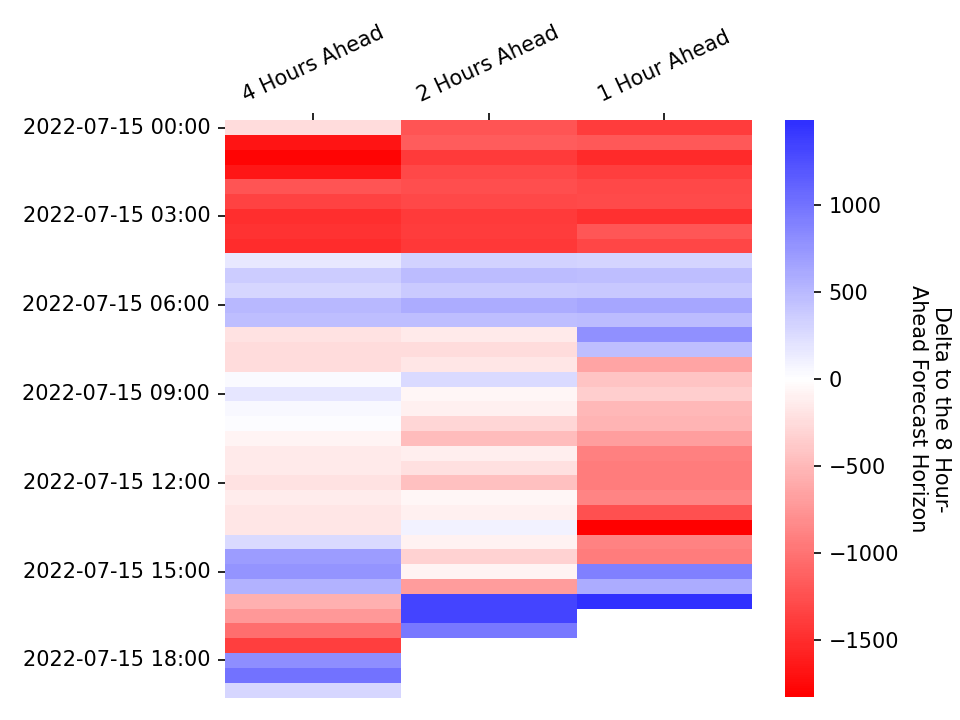 4 Hours Ahead
2 Hours Ahead
1 Hour Ahead
2022-07-15 00:00
2022-07-15 03:00
2022-07-15 06:00
2022-07-15 09:00
2022-07-15 12:00
2022-07-15 15:00
2022-07-15 18:00
1000
500
0
−500
−1000
−1500
Delta to the 8 Hour-
Ahead Forecast Horizon